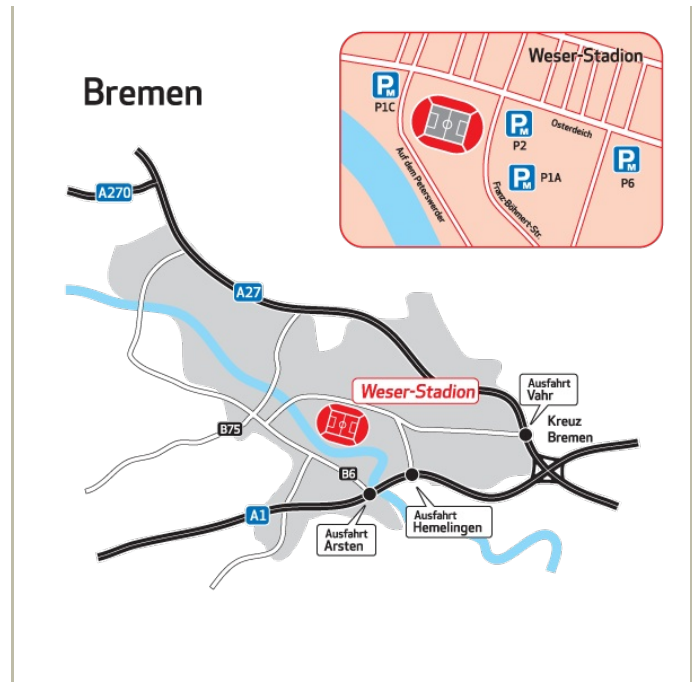 Bremen
Weser-Stadion
P
M
P1C
P
M
P2
Osterdeich
P
M
P1A
P
M
P6
Auf dem Peterswerder
Franz-Böhmert-Str.
A270
A27
Weser-Stadion
Ausfahrt
Vahr
Kreuz
Bremen
B75
B6
A1
Ausfahrt
Arsten
Ausfahrt
Hemelingen